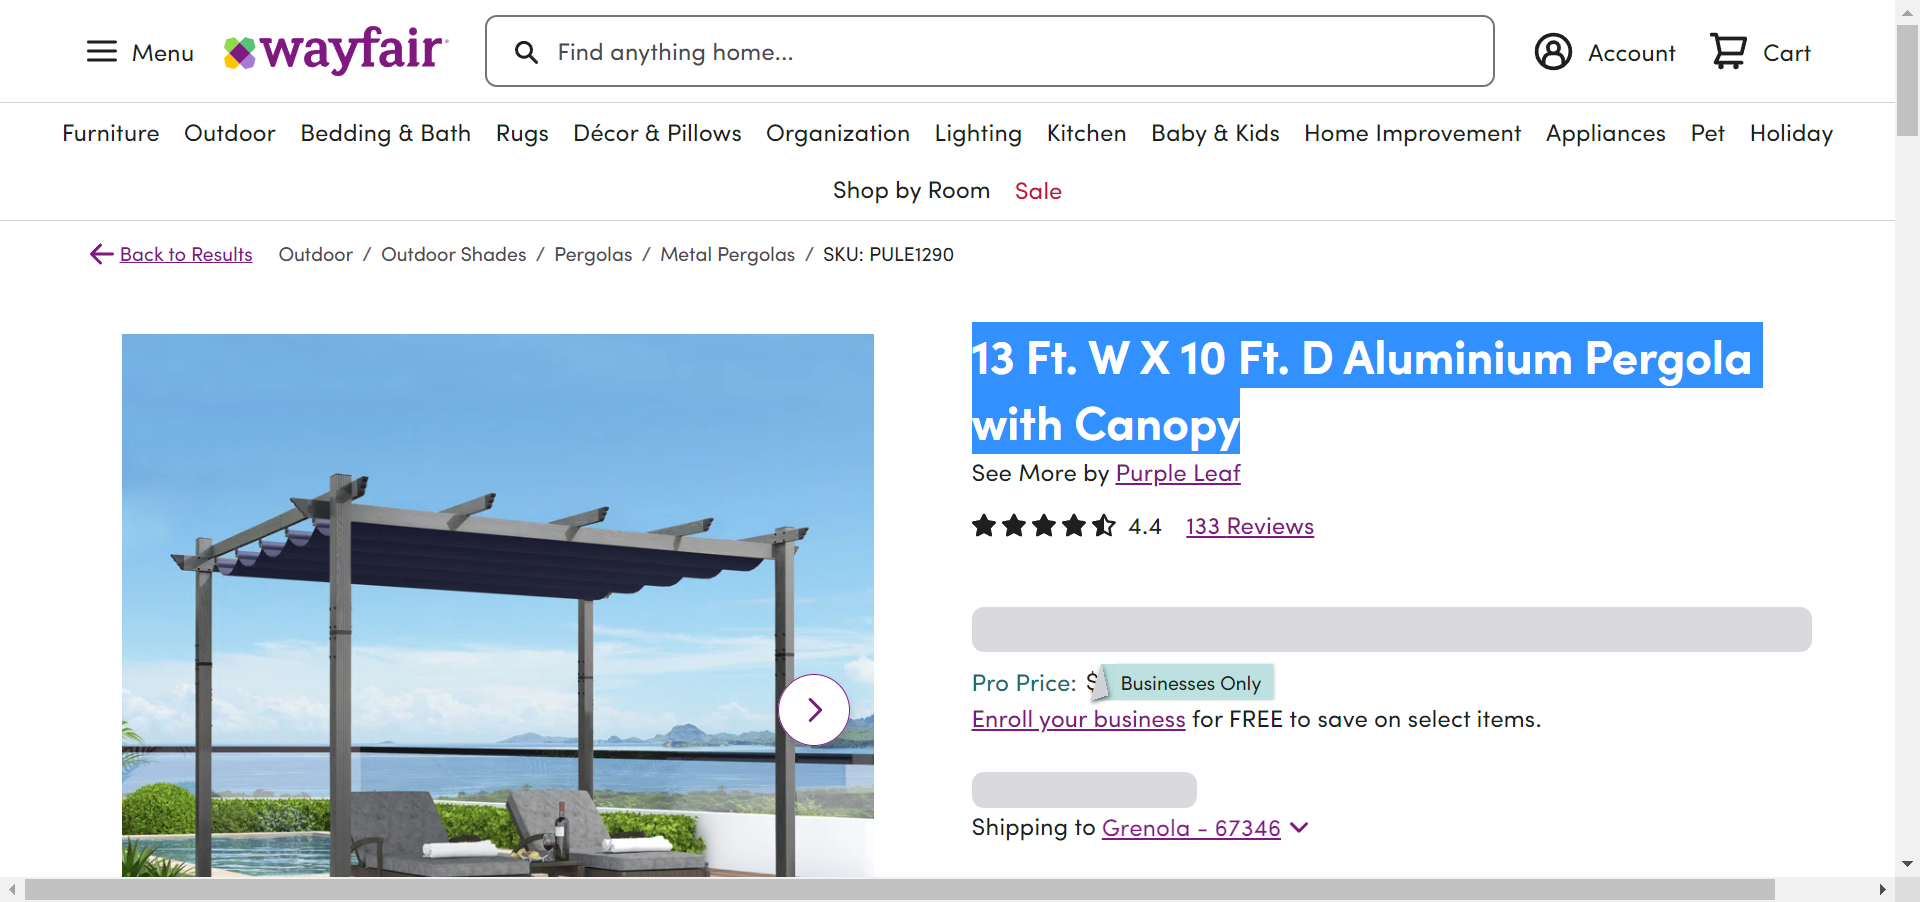 Menu
wayfair
Find anything home...
Account
Cart
Furniture Outdoor Bedding & Bath Rugs Décor & Pillows Organization Lighting Kitchen Baby & Kids Home Improvement Appliances Pet Holiday
Shop by Room Sale
Back to Results Outdoor / Outdoor Shades / Pergolas / Metal Pergolas / SKU: PULE1290
13 Ft. W X 10 Ft. D Aluminium Pergola
with Canopy
See More by Purple Leaf
4.4 133 Reviews
Pro Price: $ Businesses Only
Enroll your business for FREE to save on select items.
Shipping to Grenola - 67346